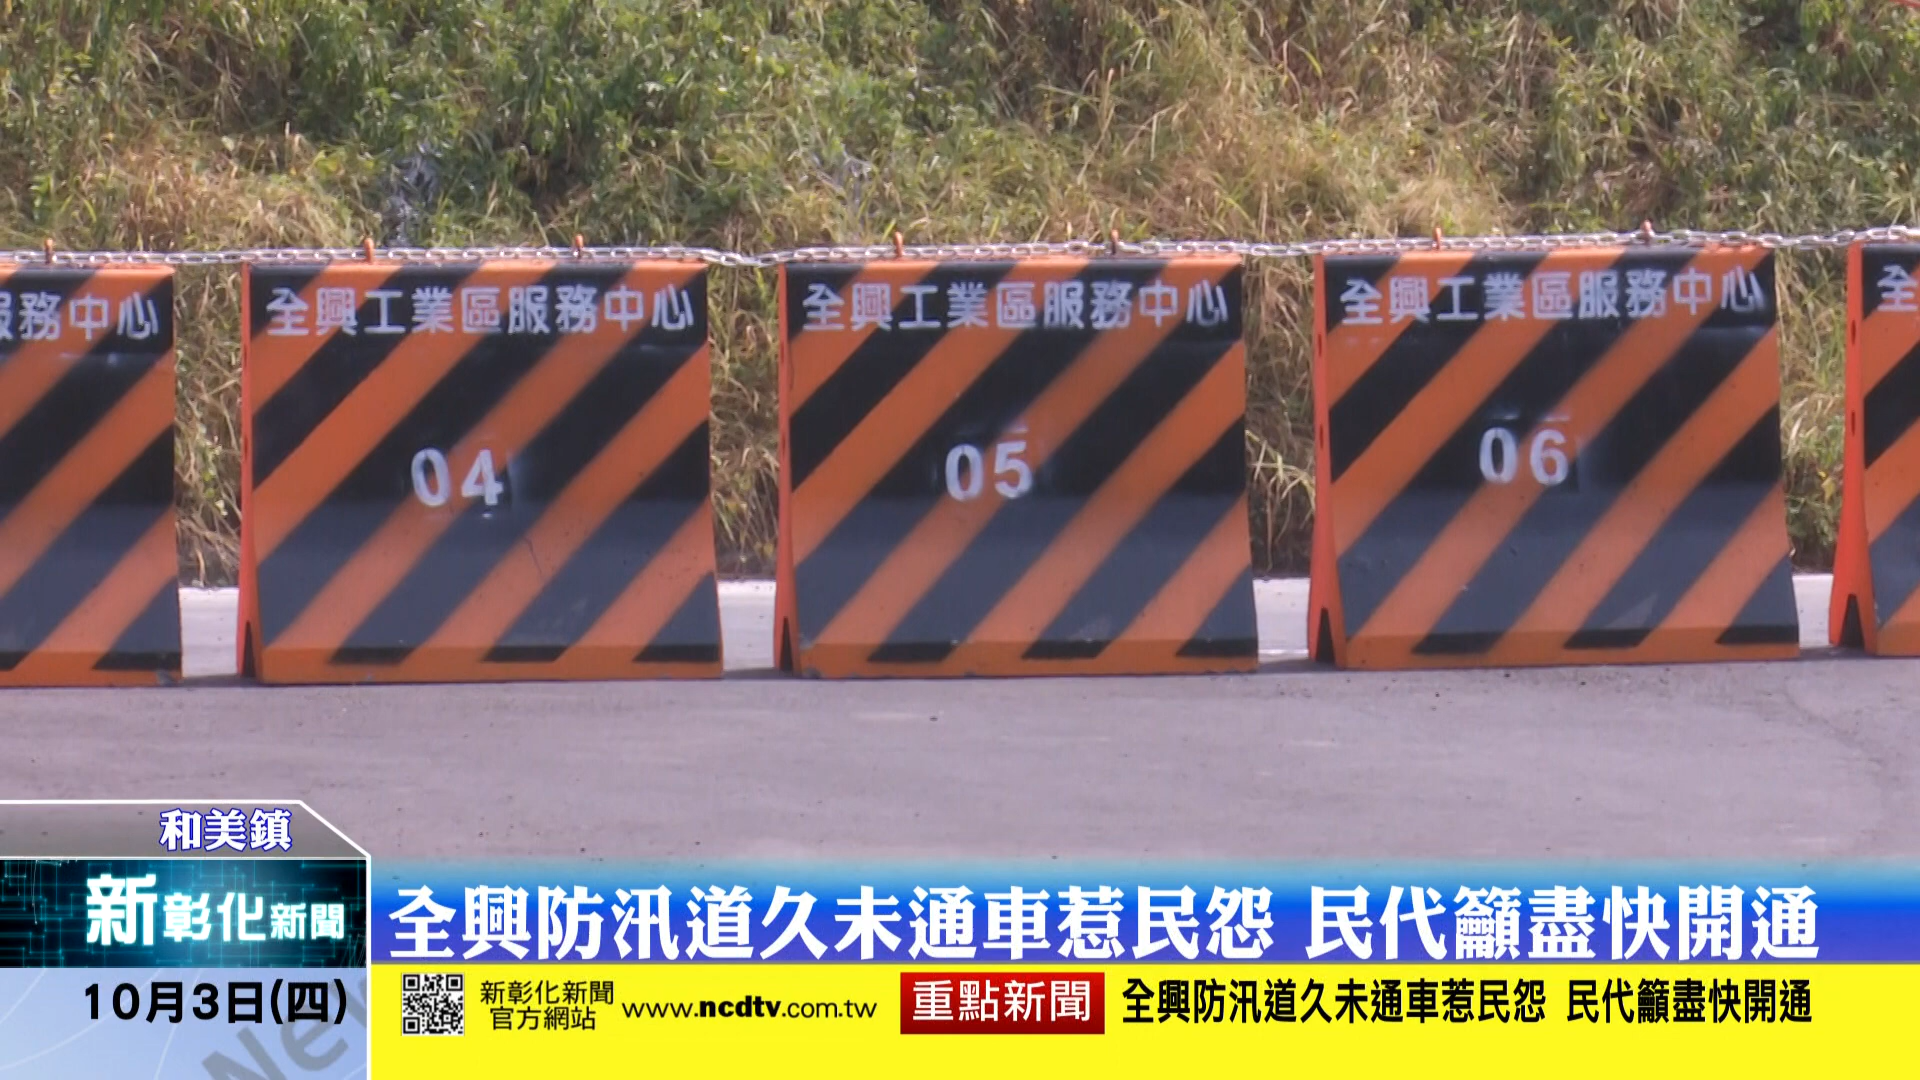 服務中心
全興工業區服務中心
04
全興工業區服務中心
05
全興工業區服務中心
06
全
和美鎮
新彰化新聞
全興防汛道久未通車惹民怨 民代籲盡快開通
10月3日(四)
新彰化新聞
官方網站
www.ncdtv.com.tw
重點新聞
全興防汛道久未通車惹民怨 民代籲盡快開通